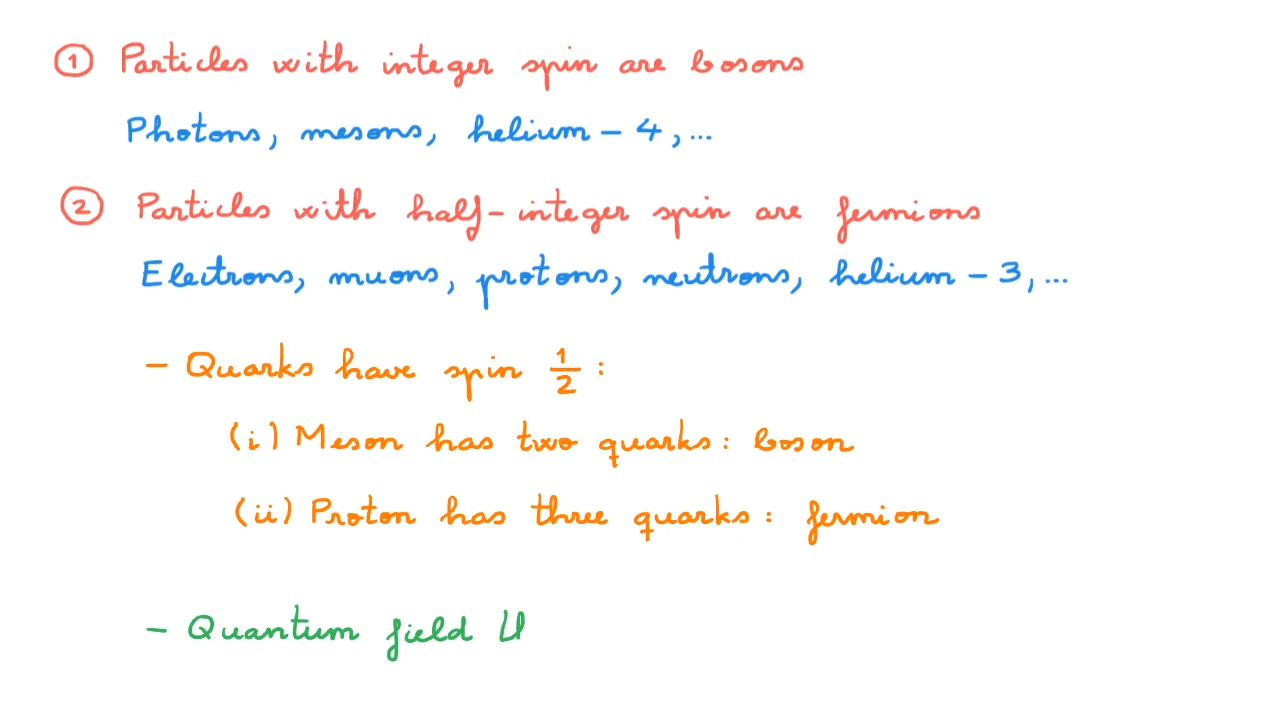 ① Particles with integer spin are bosons
Photons, mesons, helium - 4, ...
② Particles with half-integer spin are fermions
Electrons, muons, protons, neutrons, helium - 3, ...
- Quarks have spin 1/2 :
(i) Meson has two quarks: boson
(ii) Proton has three quarks: fermion
- Quantum field